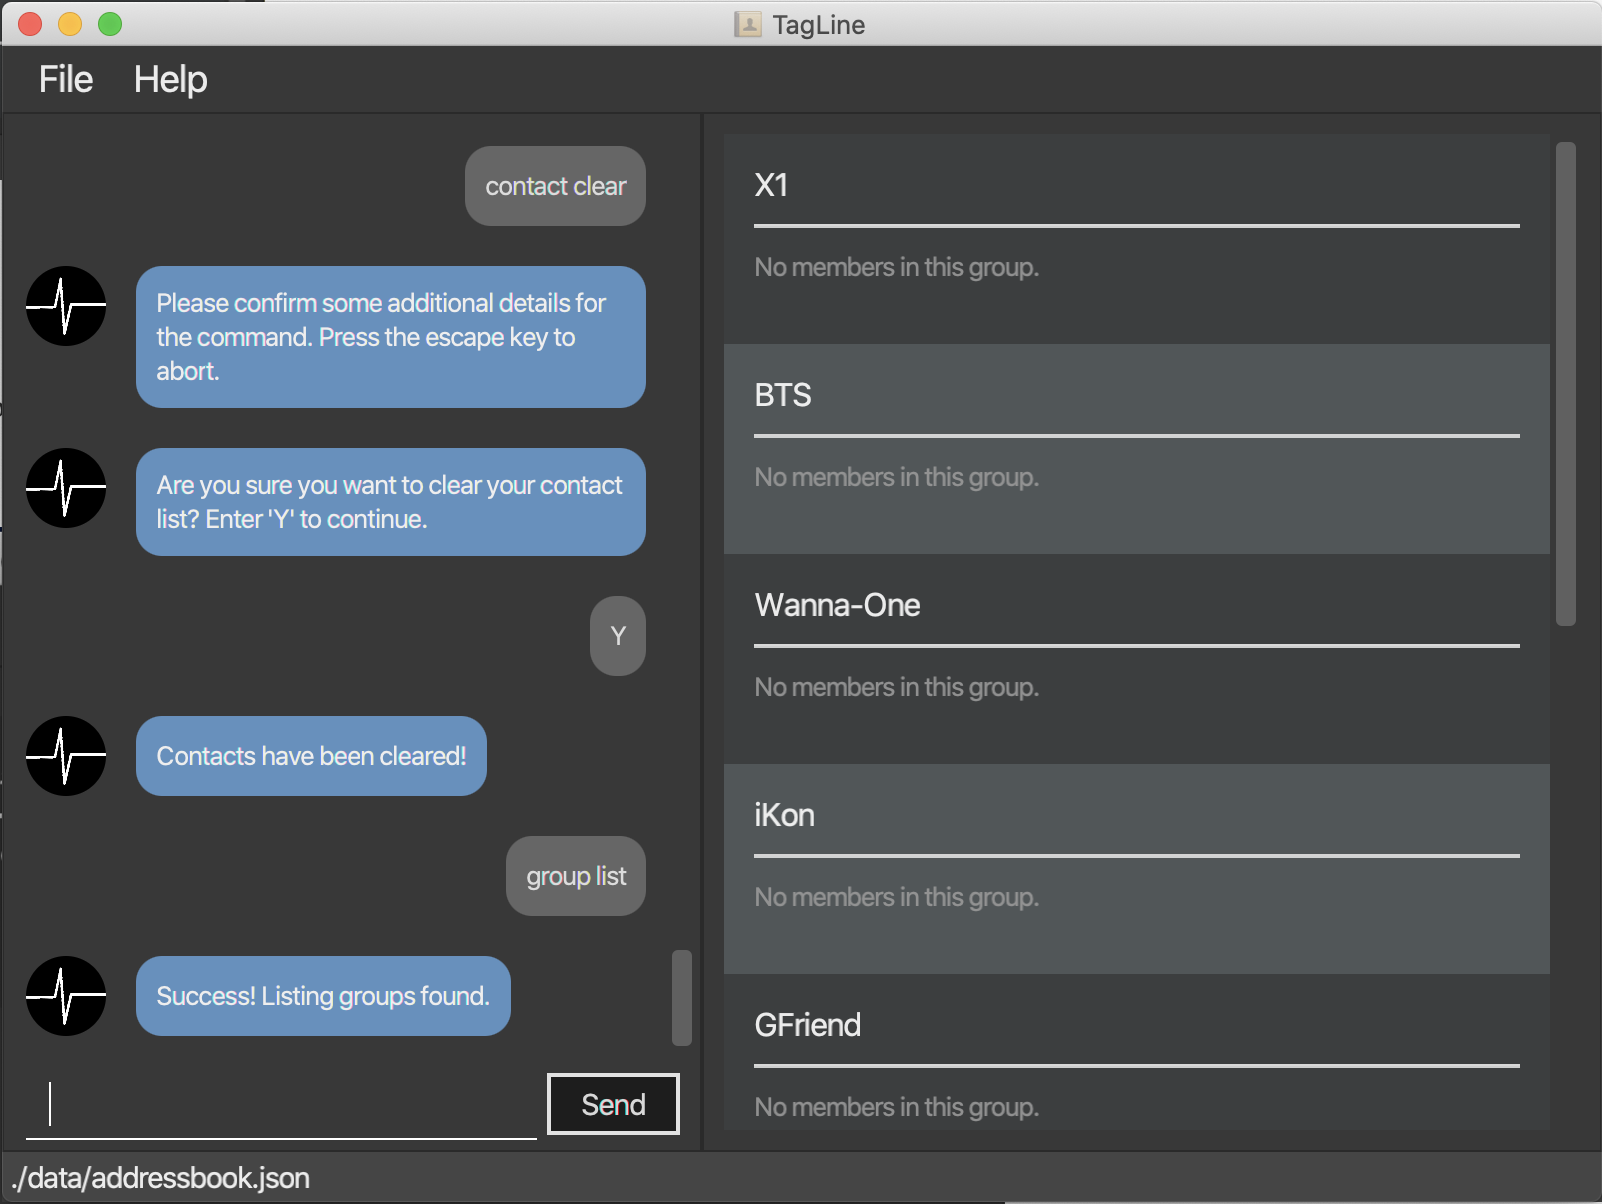 TagLine
File Help
contact clear
Please confirm some additional details for
the command. Press the escape key to
abort.
Are you sure you want to clear your contact
list? Enter 'Y' to continue.
Y
Contacts have been cleared!
group list
Success! Listing groups found.
Send
X1
No members in this group.
BTS
No members in this group.
Wanna-One
No members in this group.
iKon
No members in this group.
GFriend
No members in this group.
./data/addressbook.json